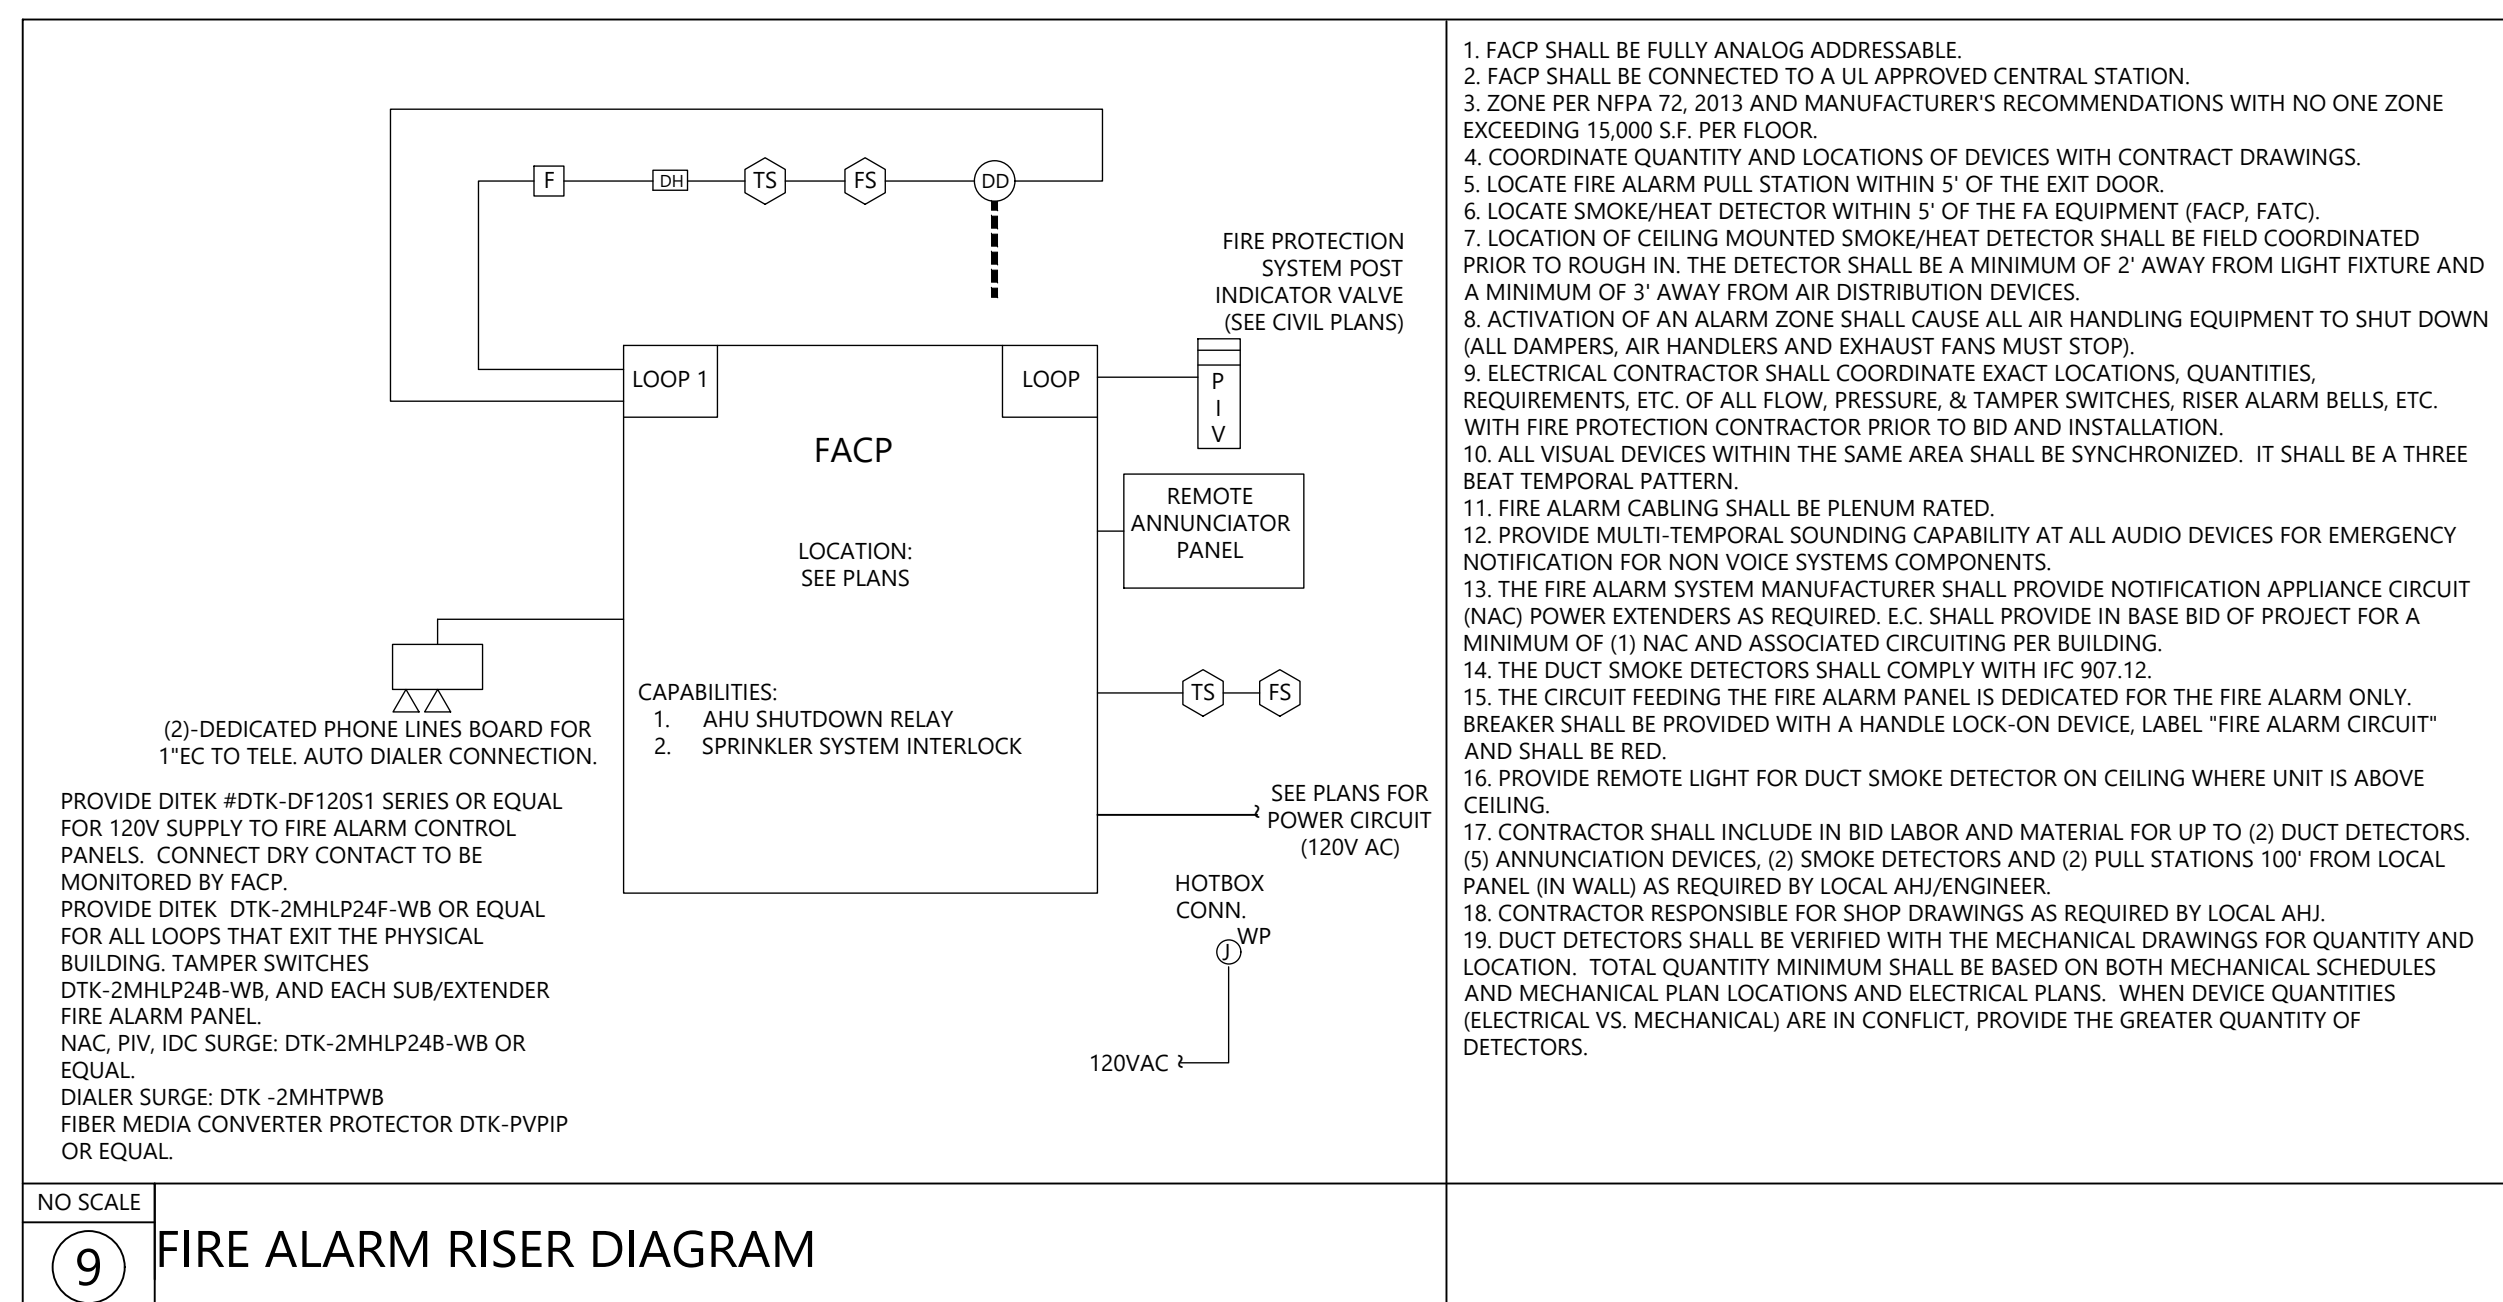 F
DH
TS
FS
DD
FIRE PROTECTION
SYSTEM POST
INDICATOR VALVE
(SEE CIVIL PLANS)
LOOP 1
LOOP
P
I
V
FACP
REMOTE
ANNUNCIATOR
PANEL
LOCATION:
SEE PLANS
CAPABILITIES:
1. AHU SHUTDOWN RELAY
2. SPRINKLER SYSTEM INTERLOCK
TS
FS
(2)-DEDICATED PHONE LINES BOARD FOR
1"EC TO TELE. AUTO DIALER CONNECTION.
SEE PLANS FOR
POWER CIRCUIT
(120V AC)
HOTBOX
CONN.
WP
J
120VAC
PROVIDE DITEK #DTK-DF120S1 SERIES OR EQUAL
FOR 120V SUPPLY TO FIRE ALARM CONTROL
PANELS. CONNECT DRY CONTACT TO BE
MONITORED BY FACP.
PROVIDE DITEK DTK-2MHLP24F-WB OR EQUAL
FOR ALL LOOPS THAT EXIT THE PHYSICAL
BUILDING. TAMPER SWITCHES
DTK-2MHLP24B-WB, AND EACH SUB/EXTENDER
FIRE ALARM PANEL.
NAC, PIV, IDC SURGE: DTK-2MHLP24B-WB OR
EQUAL.
DIALER SURGE: DTK -2MHTPWB
FIBER MEDIA CONVERTER PROTECTOR DTK-PVPIP
OR EQUAL.
1. FACP SHALL BE FULLY ANALOG ADDRESSABLE.
2. FACP SHALL BE CONNECTED TO A UL APPROVED CENTRAL STATION.
3. ZONE PER NFPA 72, 2013 AND MANUFACTURER'S RECOMMENDATIONS WITH NO ONE ZONE
EXCEEDING 15,000 S.F. PER FLOOR.
4. COORDINATE QUANTITY AND LOCATIONS OF DEVICES WITH CONTRACT DRAWINGS.
5. LOCATE FIRE ALARM PULL STATION WITHIN 5' OF THE EXIT DOOR.
6. LOCATE SMOKE/HEAT DETECTOR WITHIN 5' OF THE FA EQUIPMENT (FACP, FATC).
7. LOCATION OF CEILING MOUNTED SMOKE/HEAT DETECTOR SHALL BE FIELD COORDINATED
PRIOR TO ROUGH IN. THE DETECTOR SHALL BE A MINIMUM OF 2' AWAY FROM LIGHT FIXTURE AND
A MINIMUM OF 3' AWAY FROM AIR DISTRIBUTION DEVICES.
8. ACTIVATION OF AN ALARM ZONE SHALL CAUSE ALL AIR HANDLING EQUIPMENT TO SHUT DOWN
(ALL DAMPERS, AIR HANDLERS AND EXHAUST FANS MUST STOP).
9. ELECTRICAL CONTRACTOR SHALL COORDINATE EXACT LOCATIONS, QUANTITIES,
REQUIREMENTS, ETC. OF ALL FLOW, PRESSURE, & TAMPER SWITCHES, RISER ALARM BELLS, ETC.
WITH FIRE PROTECTION CONTRACTOR PRIOR TO BID AND INSTALLATION.
10. ALL VISUAL DEVICES WITHIN THE SAME AREA SHALL BE SYNCHRONIZED. IT SHALL BE A THREE
BEAT TEMPORAL PATTERN.
11. FIRE ALARM CABLING SHALL BE PLENUM RATED.
12. PROVIDE MULTI-TEMPORAL SOUNDING CAPABILITY AT ALL AUDIO DEVICES FOR EMERGENCY
NOTIFICATION FOR NON VOICE SYSTEMS COMPONENTS.
13. THE FIRE ALARM SYSTEM MANUFACTURER SHALL PROVIDE NOTIFICATION APPLIANCE CIRCUIT
(NAC) POWER EXTENDERS AS REQUIRED. E.C. SHALL PROVIDE IN BASE BID OF PROJECT FOR A
MINIMUM OF (1) NAC AND ASSOCIATED CIRCUITING PER BUILDING.
14. THE DUCT SMOKE DETECTORS SHALL COMPLY WITH IFC 907.12.
15. THE CIRCUIT FEEDING THE FIRE ALARM PANEL IS DEDICATED FOR THE FIRE ALARM ONLY.
BREAKER SHALL BE PROVIDED WITH A HANDLE LOCK-ON DEVICE, LABEL "FIRE ALARM CIRCUIT"
AND SHALL BE RED.
16. PROVIDE REMOTE LIGHT FOR DUCT SMOKE DETECTOR ON CEILING WHERE UNIT IS ABOVE
CEILING.
17. CONTRACTOR SHALL INCLUDE IN BID LABOR AND MATERIAL FOR UP TO (2) DUCT DETECTORS.
(5) ANNUNCIATION DEVICES, (2) SMOKE DETECTORS AND (2) PULL STATIONS 100' FROM LOCAL
PANEL (IN WALL) AS REQUIRED BY LOCAL AHJ/ENGINEER.
18. CONTRACTOR RESPONSIBLE FOR SHOP DRAWINGS AS REQUIRED BY LOCAL AHJ.
19. DUCT DETECTORS SHALL BE VERIFIED WITH THE MECHANICAL DRAWINGS FOR QUANTITY AND
LOCATION. TOTAL QUANTITY MINIMUM SHALL BE BASED ON BOTH MECHANICAL SCHEDULES
AND MECHANICAL PLAN LOCATIONS AND ELECTRICAL PLANS. WHEN DEVICE QUANTITIES
(ELECTRICAL VS. MECHANICAL) ARE IN CONFLICT, PROVIDE THE GREATER QUANTITY OF
DETECTORS.
NO SCALE
9
FIRE ALARM RISER DIAGRAM